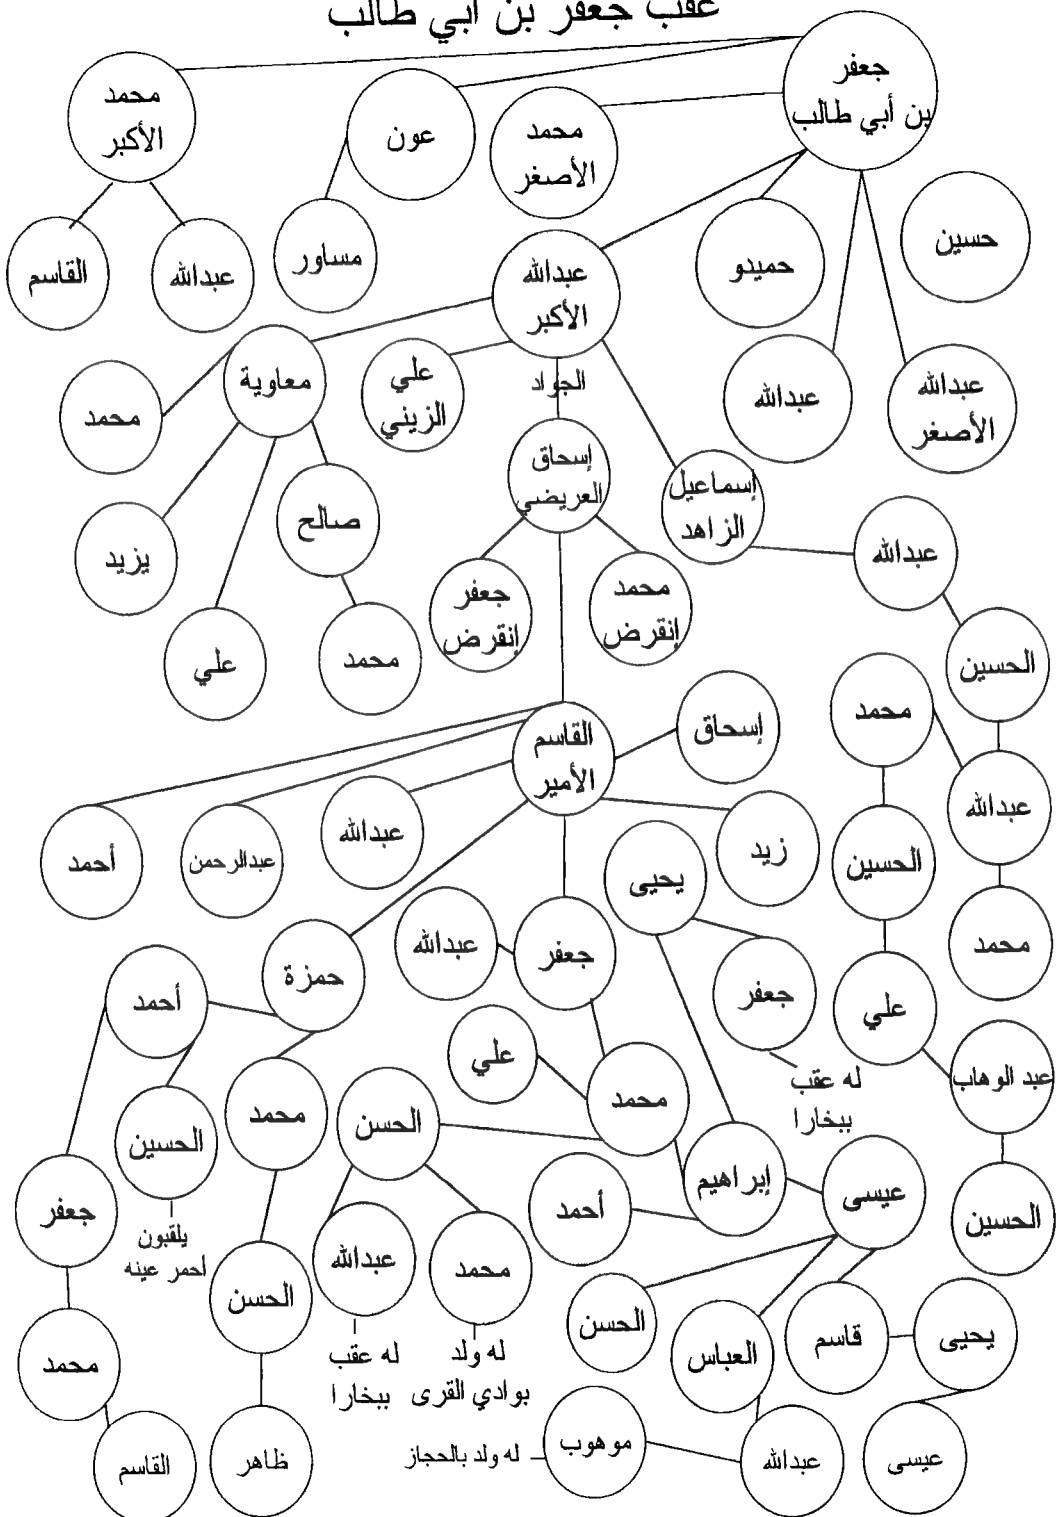 عقب جعفر بن أبي طالب
جعفر
بن أبي طالب
محمد
الأصغر
عون
محمد
الأكبر
حسين
حميدو
عبدالله
الأكبر
مساور
عبدالله
القاسم
عبدالله
الأصغر
عبدالله
الجواد
علي
الزينبي
معاوية
محمد
إسماعيل
الزاهد
إسحاق
العريضي
صالح
يزيد
عبدالله
محمد
إنقرض
جعفر
إنقرض
محمد
علي
الحسين
محمد
إسحاق
القاسم
الأمير
عبدالله
الحسين
زيد
يحيى
عبدالله
عبدالرحمن
أحمد
محمد
علي
جعفر
جعفر
عبدالله
حمزة
أحمد
عبد الوهاب
له عقب
ببخارا
محمد
علي
الحسن
محمد
الحسين
الحسين
عيسى
إبراهيم
أحمد
جعفر
يلقبون
أحمر عينه
محمد
عبدالله
الحسن
يحيى
قاسم
العباس
الحسن
له ولد
بوادي القرى
له عقب
ببخارا
محمد
عيسى
عبدالله
موهوب
له ولد بالحجاز
ظاهر
القاسم